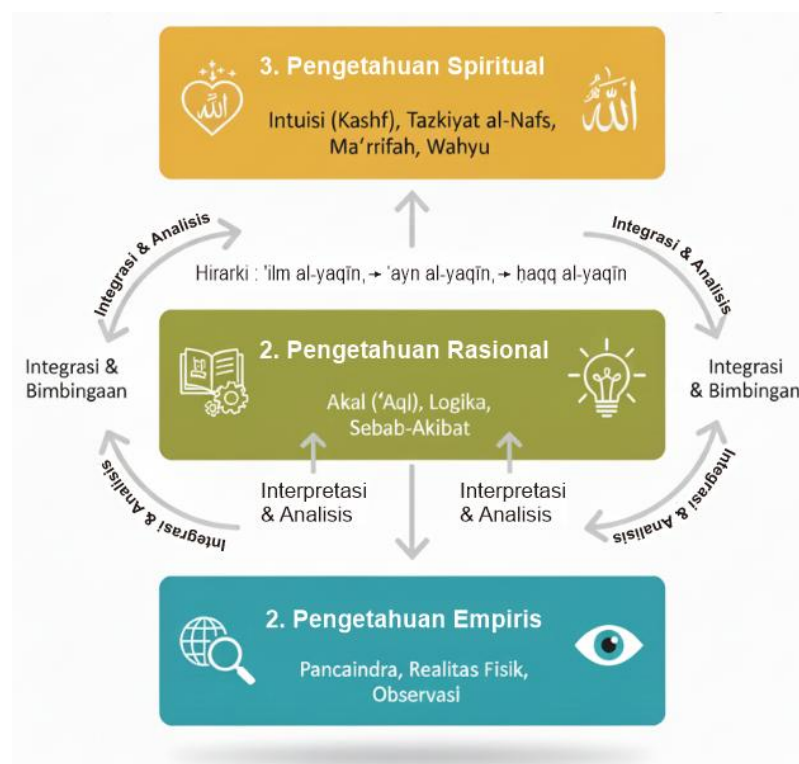 3. Pengetahuan Spiritual
الله
الله
Intuisi (Kashf), Tazkiyat al-Nafs,
Ma'rrifah, Wahyu
Integrasi & Analisis
Integrasi & Analisis
Hirarki : 'ilm al-yaqīn, → 'ayn al-yaqīn, → ḥaqq al-yaqīn
Integrasi &
Bimbingaan
2. Pengetahuan Rasional
Akal ('Aql), Logika,
Sebab-Akibat
Integrasi
& Bimbingan
Integrasi & Analisis
Interpretasi
& Analisis
Interpretasi
& Analisis
Integrasi & Analisis
2. Pengetahuan Empiris
Pancaindra, Realitas Fisik,
Observasi